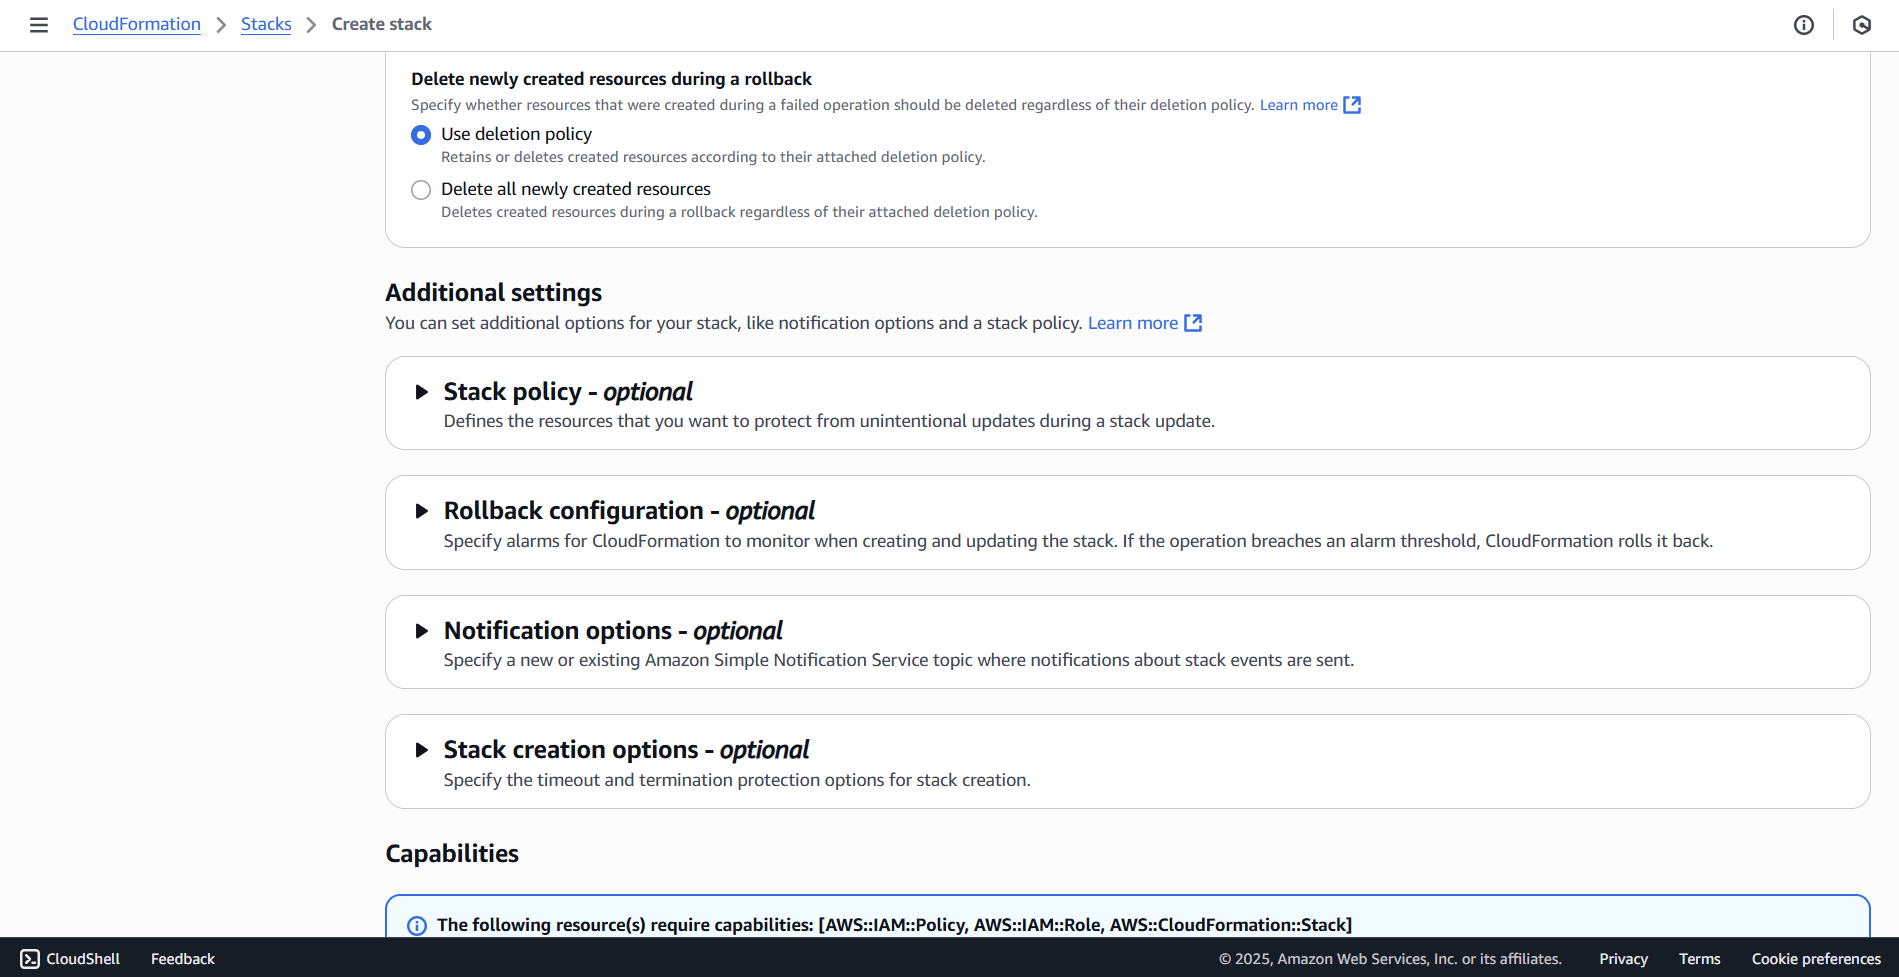 CloudFormation > Stacks > Create stack
Delete newly created resources during a rollback
Specify whether resources that were created during a failed operation should be deleted regardless of their deletion policy. Learn more
Use deletion policy
Retains or deletes created resources according to their attached deletion policy.
Delete all newly created resources
Deletes created resources during a rollback regardless of their attached deletion policy.
Additional settings
You can set additional options for your stack, like notification options and a stack policy. Learn more
Stack policy - optional
Defines the resources that you want to protect from unintentional updates during a stack update.
Rollback configuration - optional
Specify alarms for CloudFormation to monitor when creating and updating the stack. If the operation breaches an alarm threshold, CloudFormation rolls it back.
Notification options - optional
Specify a new or existing Amazon Simple Notification Service topic where notifications about stack events are sent.
Stack creation options - optional
Specify the timeout and termination protection options for stack creation.
Capabilities
The following resource(s) require capabilities: [AWS::IAM::Policy, AWS::IAM::Role, AWS::CloudFormation::Stack]
CloudShell Feedback © 2025, Amazon Web Services, Inc. or its affiliates. Privacy Terms Cookie preferences